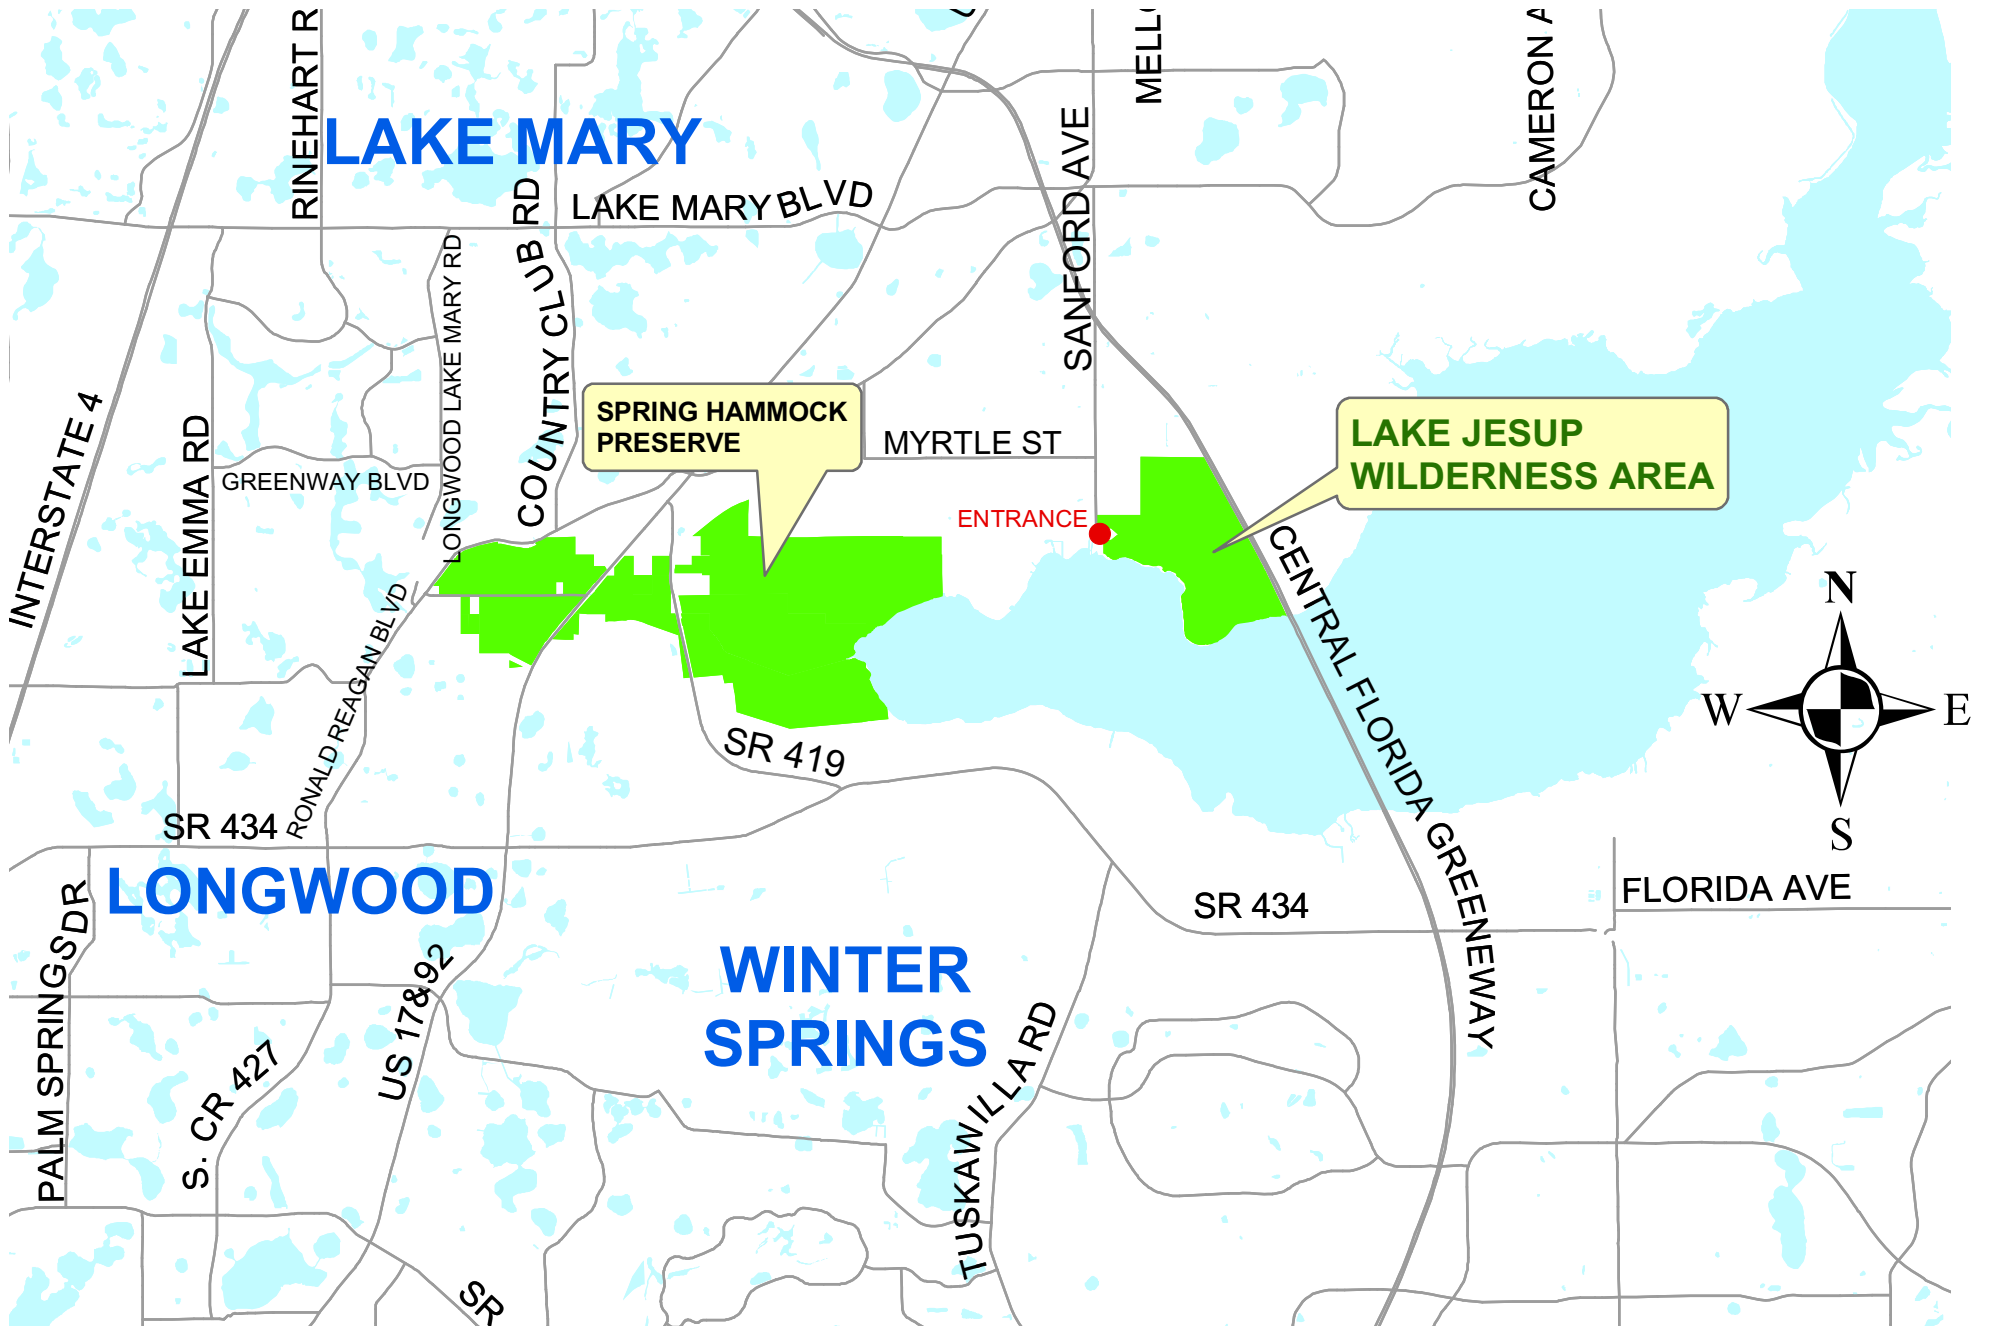 RINEHART R
MELLO
CAMERON A
LAKE MARY
SANFORD AVE
LAKE MARY BLVD
COUNTRY CLUB RD
LONGWOOD LAKE MARY RD
INTERSTATE 4
LAKE EMMA RD
GREENWAY BLVD
SPRING HAMMOCK
PRESERVE
MYRTLE ST
LAKE JESUP
WILDERNESS AREA
ENTRANCE
CENTRAL FLORIDA GREENEWAY
N
W
E
S
RONALD REAGAN BLVD
SR 419
SR 434
LONGWOOD
PALM SPRINGS DR
US 17&92
S. CR 427
WINTER
SPRINGS
TUSKAWILLA RD
SR 434
FLORIDA AVE
SR